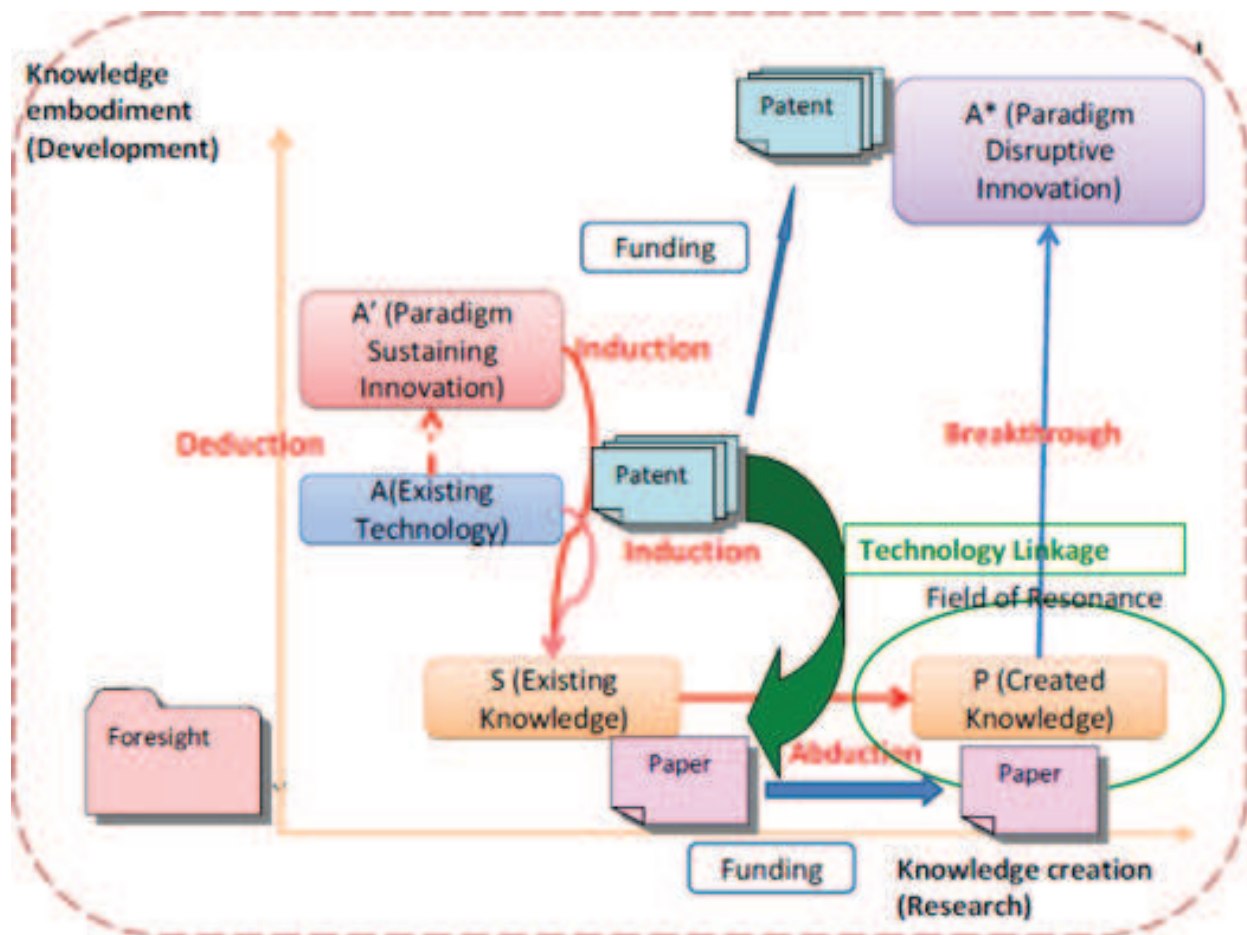 Knowledge
embodiment
(Development)
Patent
A* (Paradigm
Disruptive
Innovation)
Funding
A’ (Paradigm
Sustaining
Innovation)
Induction
Deduction
Breakthrough
A(Existing
Technology)
Patent
Induction
Technology Linkage
Field of Resonance
S (Existing
Knowledge)
P (Created
Knowledge)
Foresight
Paper
Abduction
Paper
Funding
Knowledge creation
(Research)